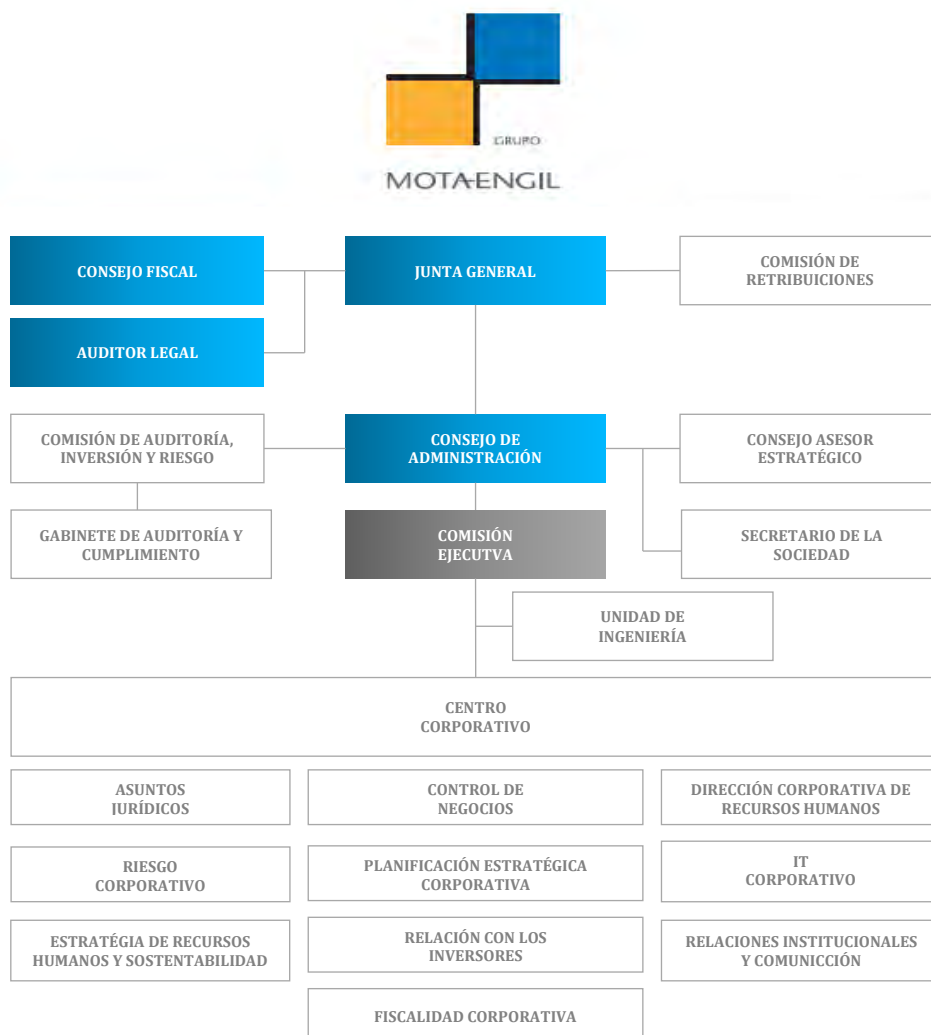 GRUPO
MOTA-ENGIL
CONSEJO FISCAL
JUNTA GENERAL
COMISIÓN DE
RETRIBUICIONES
AUDITOR LEGAL
COMISIÓN DE AUDITORÍA,
INVERSIÓN Y RIESGO
CONSEJO DE
ADMINISTRACIÓN
CONSEJO ASESOR
ESTRATÉGICO
GABINETE DE AUDITORÍA Y
CUMPLIMIENTO
COMISIÓN
EJECUTVA
SECRETARIO DE LA
SOCIEDAD
UNIDAD DE
INGENIERÍA
CENTRO
CORPORATIVO
ASUNTOS
JURÍDICOS
CONTROL DE
NEGOCIOS
DIRECCIÓN CORPORATIVA DE
RECURSOS HUMANOS
RIESGO
CORPORATIVO
PLANIFICACIÓN ESTRATÉGICA
CORPORATIVA
IT
CORPORATIVO
ESTRATÉGIA DE RECURSOS
HUMANOS Y SOSTENTABILIDAD
RELACIÓN CON LOS
INVERSORES
RELACIONES INSTITUCIONALES
Y COMUNICCIÓN
FISCALIDAD CORPORATIVA